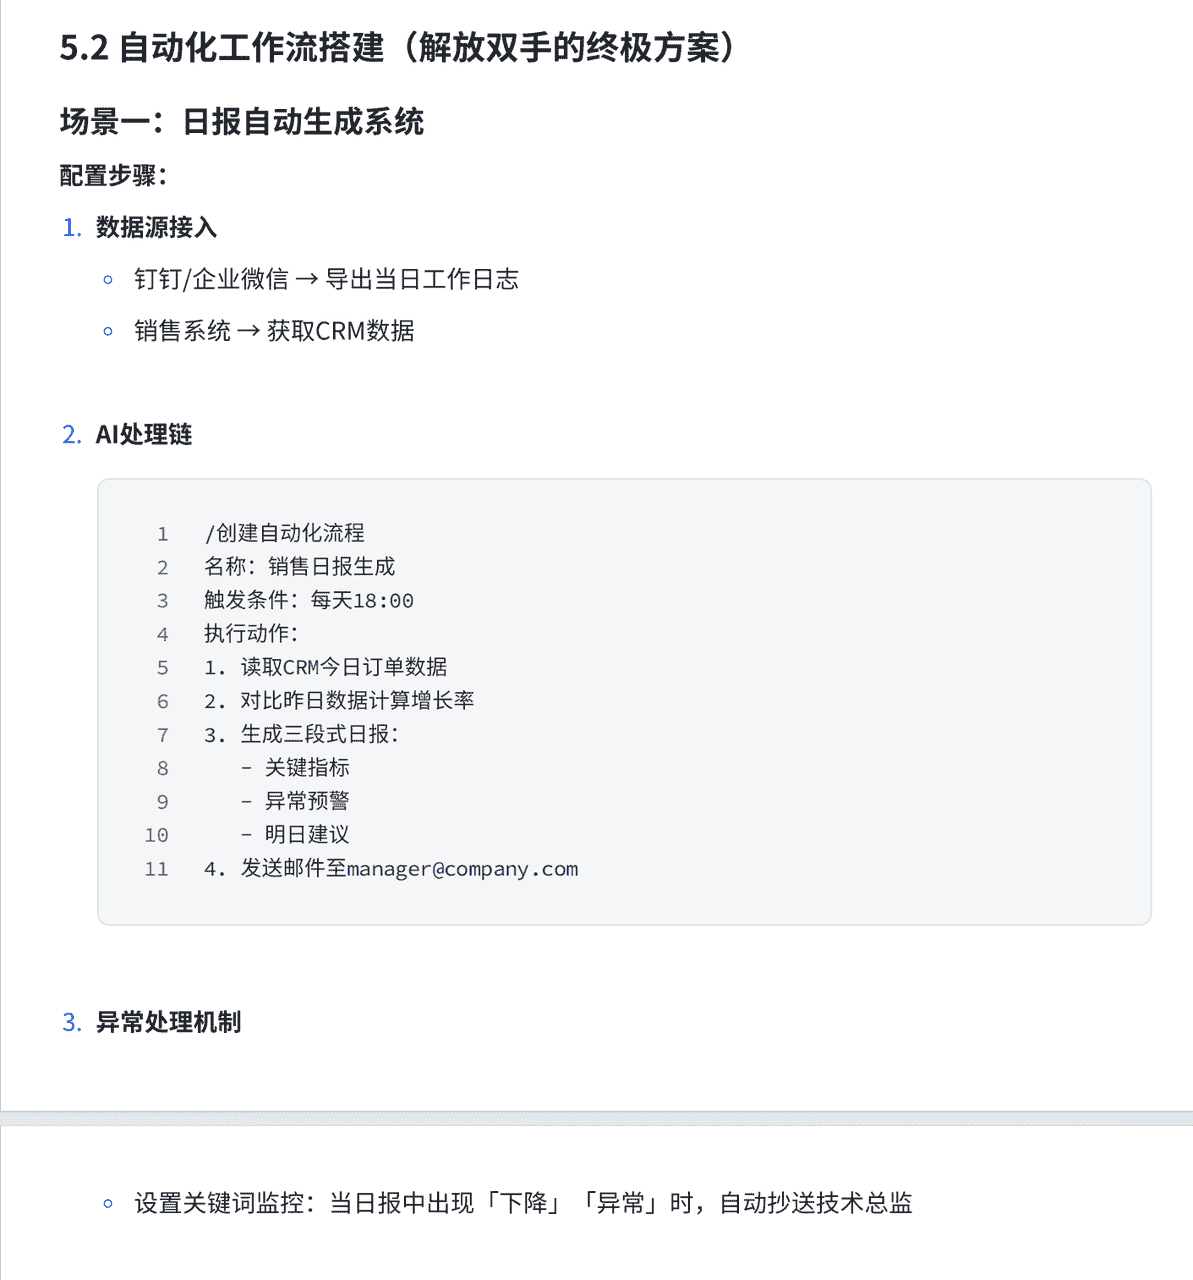 5.2 自动化工作流搭建（解放双手的终极方案）
场景一：日报自动生成系统
配置步骤：
1. 数据源接入
◦ 钉钉/企业微信 → 导出当日工作日志
◦ 销售系统 → 获取CRM数据
2. AI处理链
1 /创建自动化流程
2 名称：销售日报生成
3 触发条件：每天18:00
4 执行动作：
5 1. 读取CRM今日订单数据
6 2. 对比昨日数据计算增长率
7 3. 生成三段式日报：
8 - 关键指标
9 - 异常预警
10 - 明日建议
11 4. 发送邮件至manager@company.com
3. 异常处理机制
◦ 设置关键词监控：当日报中出现「下降」「异常」时，自动抄送技术总监